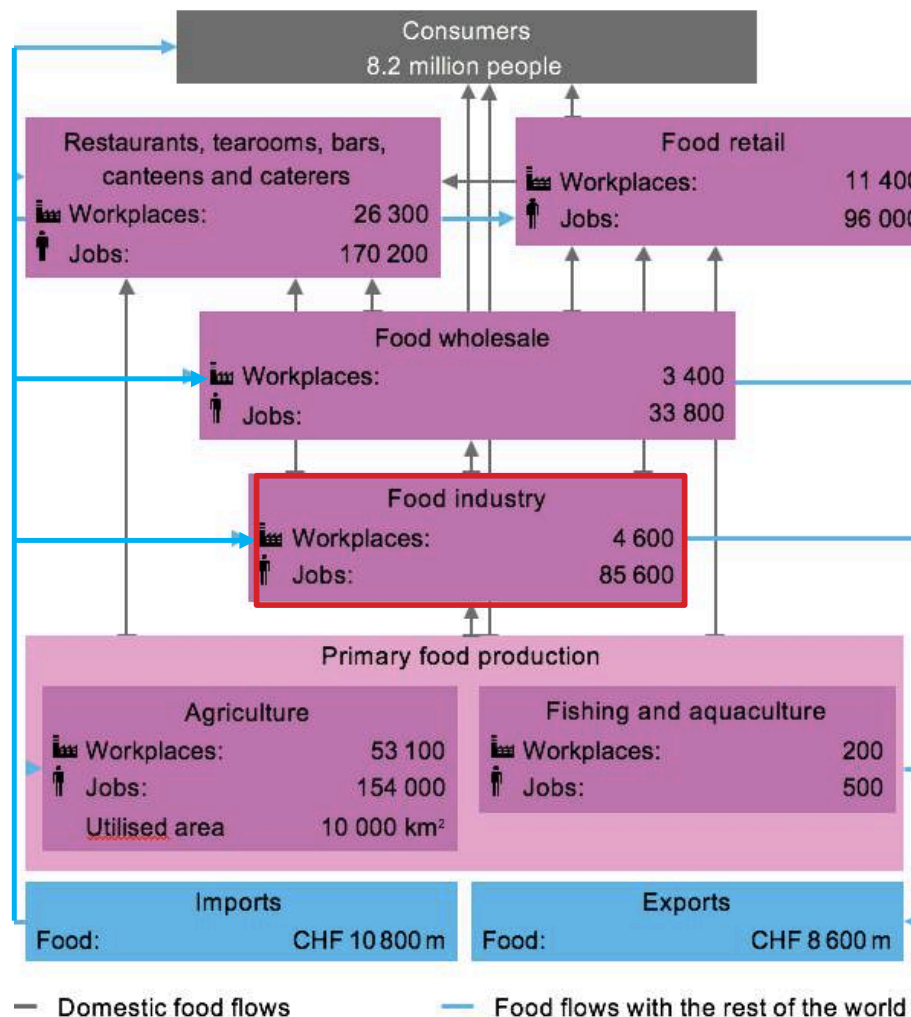 Consumers
8.2 million people
Restaurants, tearooms, bars,
canteens and caterers
Workplaces: 26 300
Jobs: 170 200
Food retail
Workplaces: 11 400
Jobs: 96 000
Food wholesale
Workplaces: 3 400
Jobs: 33 800
Food industry
Workplaces: 4 600
Jobs: 85 600
Primary food production
Agriculture
Workplaces: 53 100
Jobs: 154 000
Utilised area 10 000 km²
Fishing and aquaculture
Workplaces: 200
Jobs: 500
Imports
Food: CHF 10 800 m
Exports
Food: CHF 8 600 m
Domestic food flows
Food flows with the rest of the world